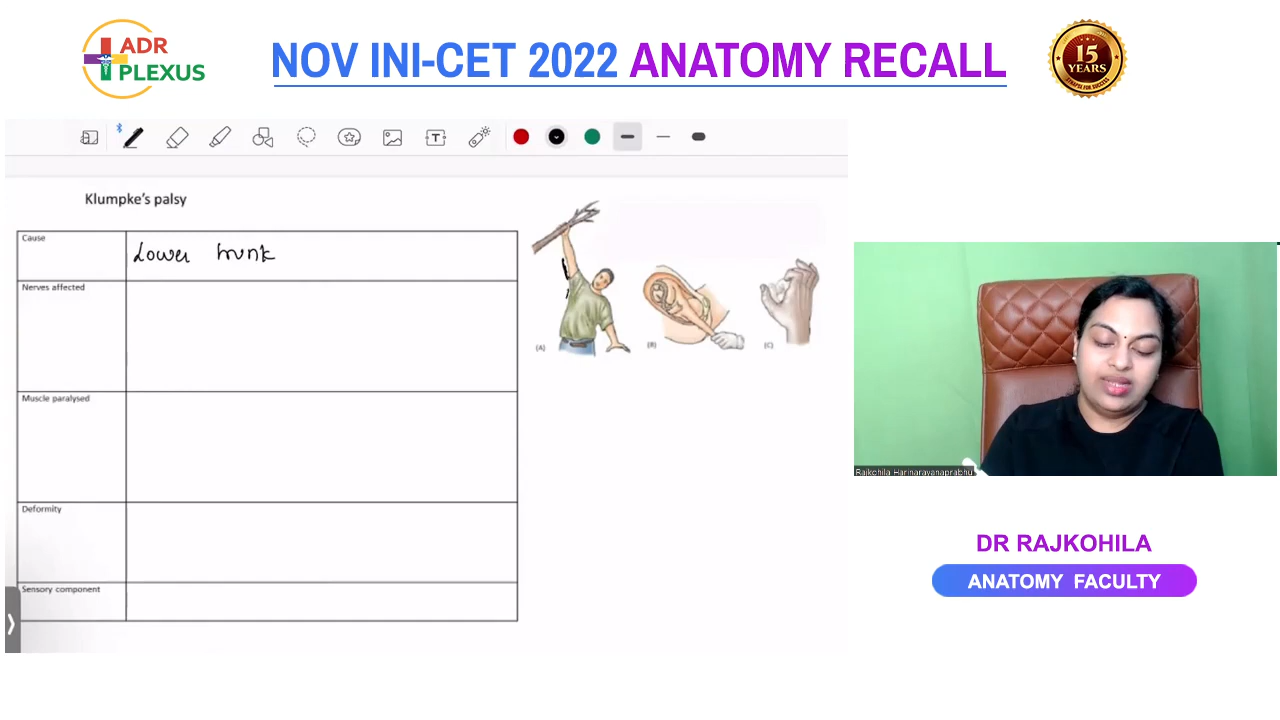 ADR
PLEXUS
NOV INI-CET 2022 ANATOMY RECALL
15
YEARS
T
Klumpke's palsy
Cause
Lower trunk
Nerves affected
Muscle paralysed
Deformity
Sensory component
(A)
(B)
(C)
Rajkohila Harinarayanaprabhu
DR RAJKOHILA
ANATOMY FACULTY